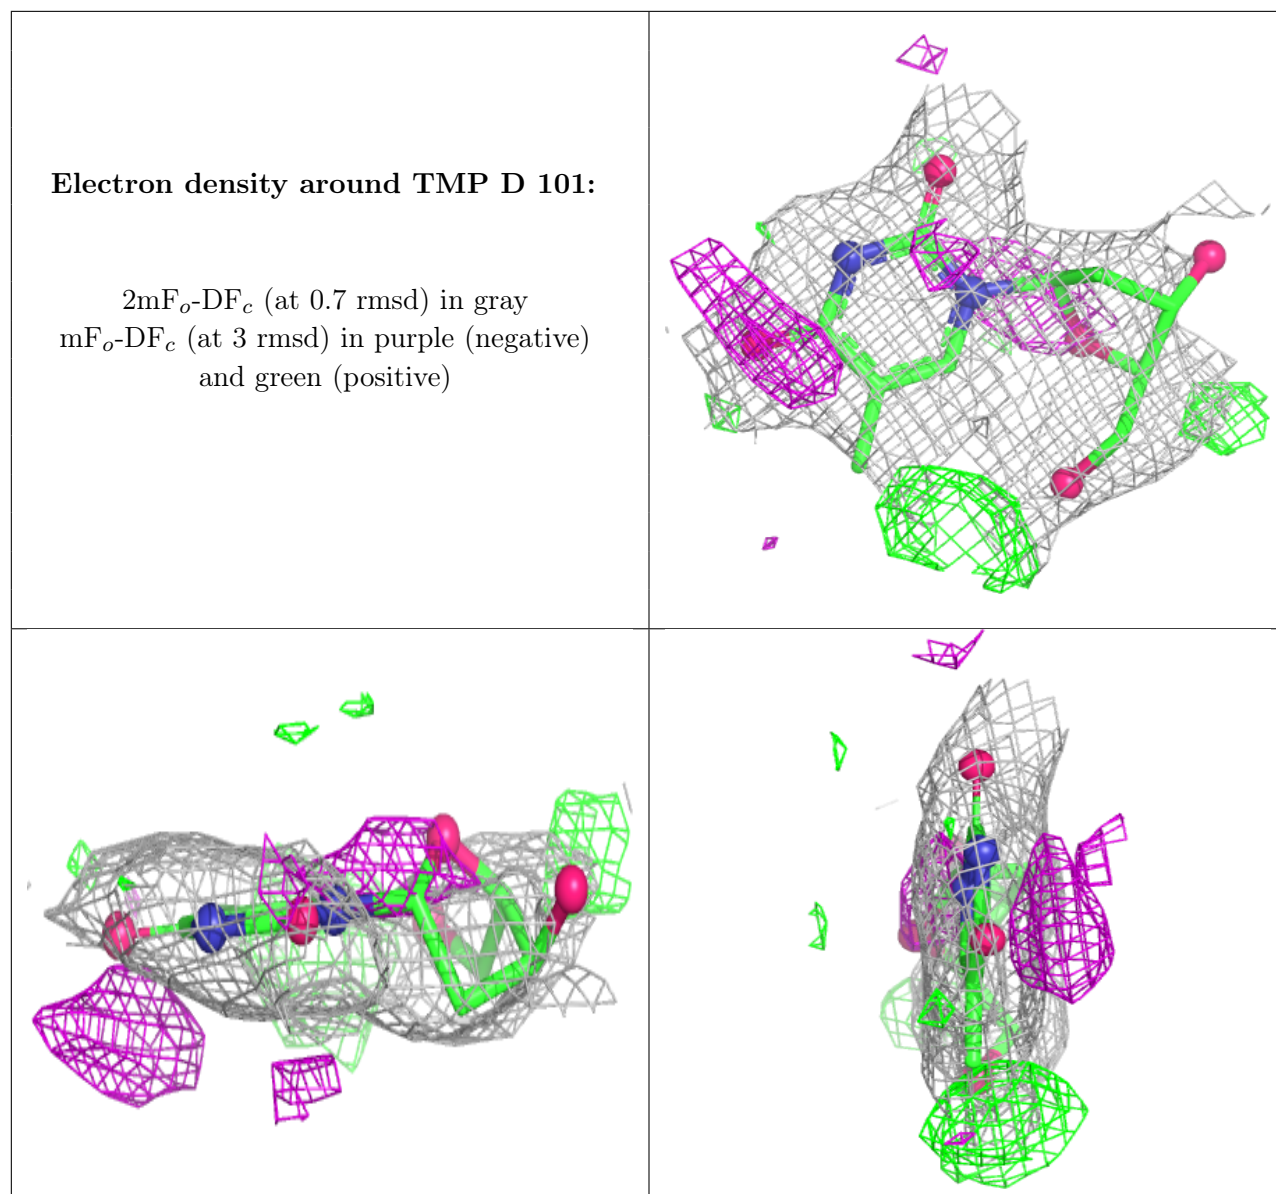 Electron density around TMP D 101:
2mFo-DFc (at 0.7 rmsd) in gray
mFo-DFc (at 3 rmsd) in purple (negative)
and green (positive)